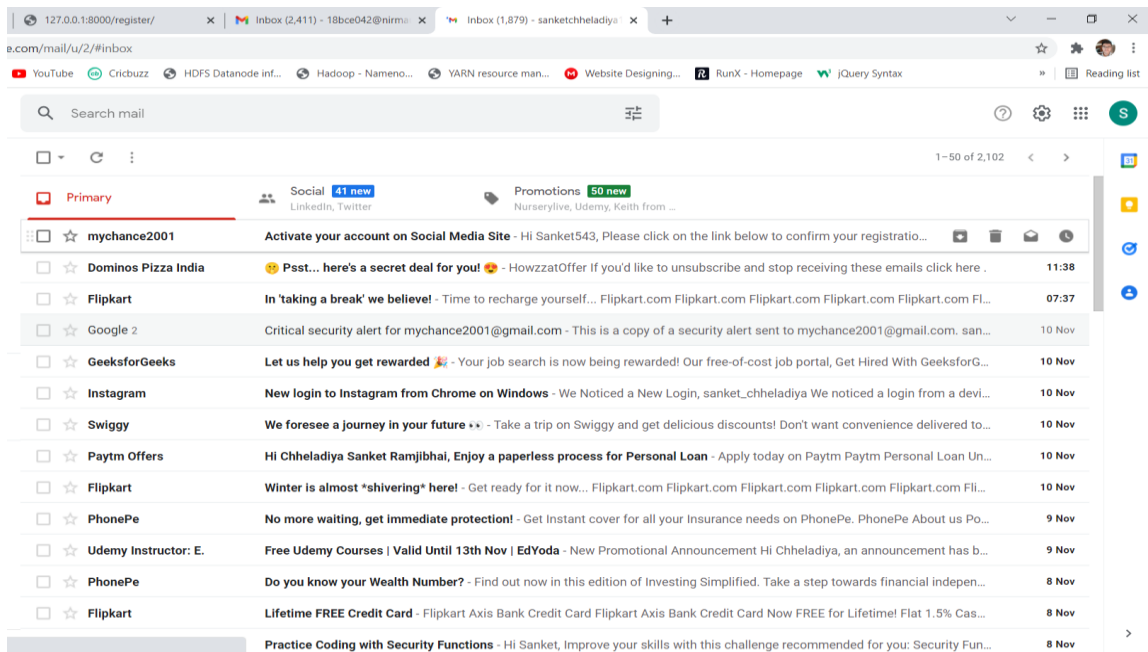 127.0.0.1:8000/register/ Inbox (2,411) - 18bce042@nirma Inbox (1,879) - sanketchheladiya
e.com/mail/u/2/#inbox
YouTube Cricbuzz HDFS Datanode inf... Hadoop - Nameno... YARN resource man... Website Designing... RunX - Homepage jQuery Syntax » Reading list
Search mail S
1–50 of 2,102
31
Primary Social 41 new Promotions 50 new
LinkedIn, Twitter Nurserylive, Udemy, Keith from ...
mychance2001 Activate your account on Social Media Site - Hi Sanket543, Please click on the link below to confirm your registratio...
Dominos Pizza India 🤫 Psst... here's a secret deal for you! 😍 - HowzzatOffer If you'd like to unsubscribe and stop receiving these emails click here . 11:38
Flipkart In 'taking a break' we believe! - Time to recharge yourself... Flipkart.com Flipkart.com Flipkart.com Flipkart.com Flipkart.com Fl... 07:37
Google 2 Critical security alert for mychance2001@gmail.com - This is a copy of a security alert sent to mychance2001@gmail.com. san... 10 Nov
GeeksforGeeks Let us help you get rewarded 🎉 - Your job search is now being rewarded! Our free-of-cost job portal, Get Hired With GeeksforG... 10 Nov
Instagram New login to Instagram from Chrome on Windows - We Noticed a New Login, sanket_chheladiya We noticed a login from a devi... 10 Nov
Swiggy We foresee a journey in your future 👀 - Take a trip on Swiggy and get delicious discounts! Don't want convenience delivered to... 10 Nov
Paytm Offers Hi Chheladiya Sanket Ramjibhai, Enjoy a paperless process for Personal Loan - Apply today on Paytm Paytm Personal Loan Un... 10 Nov
Flipkart Winter is almost *shivering* here! - Get ready for it now... Flipkart.com Flipkart.com Flipkart.com Flipkart.com Flipkart.com Fli... 10 Nov
PhonePe No more waiting, get immediate protection! - Get Instant cover for all your Insurance needs on PhonePe. PhonePe About us Po... 9 Nov
Udemy Instructor: E. Free Udemy Courses | Valid Until 13th Nov | EdYoda - New Promotional Announcement Hi Chheladiya, an announcement has b... 9 Nov
PhonePe Do you know your Wealth Number? - Find out now in this edition of Investing Simplified. Take a step towards financial indepen... 8 Nov
Flipkart Lifetime FREE Credit Card - Flipkart Axis Bank Credit Card Flipkart Axis Bank Credit Card Now FREE for Lifetime! Flat 1.5% Cas... 8 Nov
Practice Coding with Security Functions - Hi Sanket, Improve your skills with this challenge recommended for you: Security Fun... 8 Nov